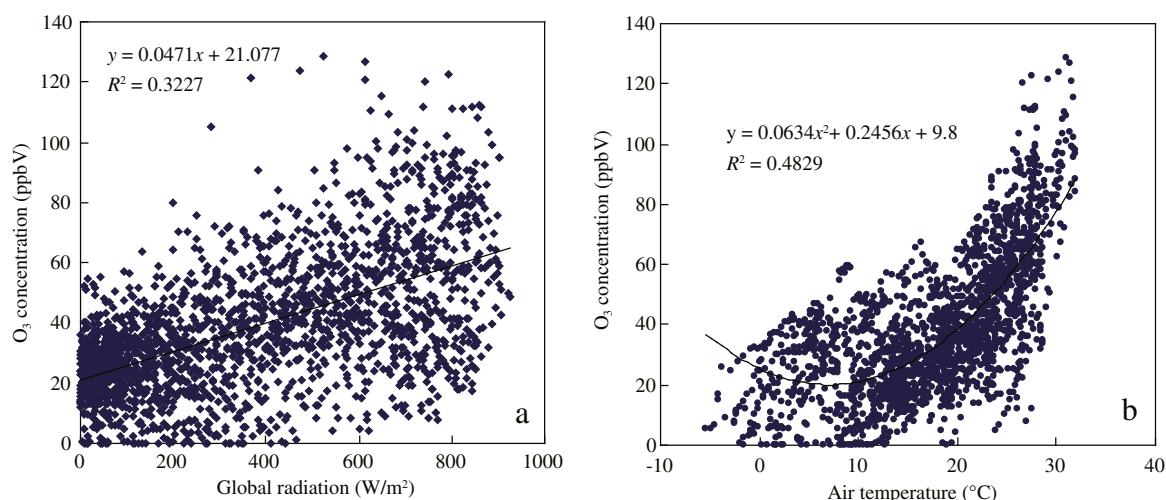 140
120
100
80
60
40
20
0
O₃ concentration (ppbV)
y = 0.0471x + 21.077
R² = 0.3227
a
0 200 400 600 800 1000
Global radiation (W/m²)
140
120
100
80
60
40
20
0
O₃ concentration (ppbV)
y = 0.0634x² + 0.2456x + 9.8
R² = 0.4829
b
-10 0 10 20 30 40
Air temperature (°C)